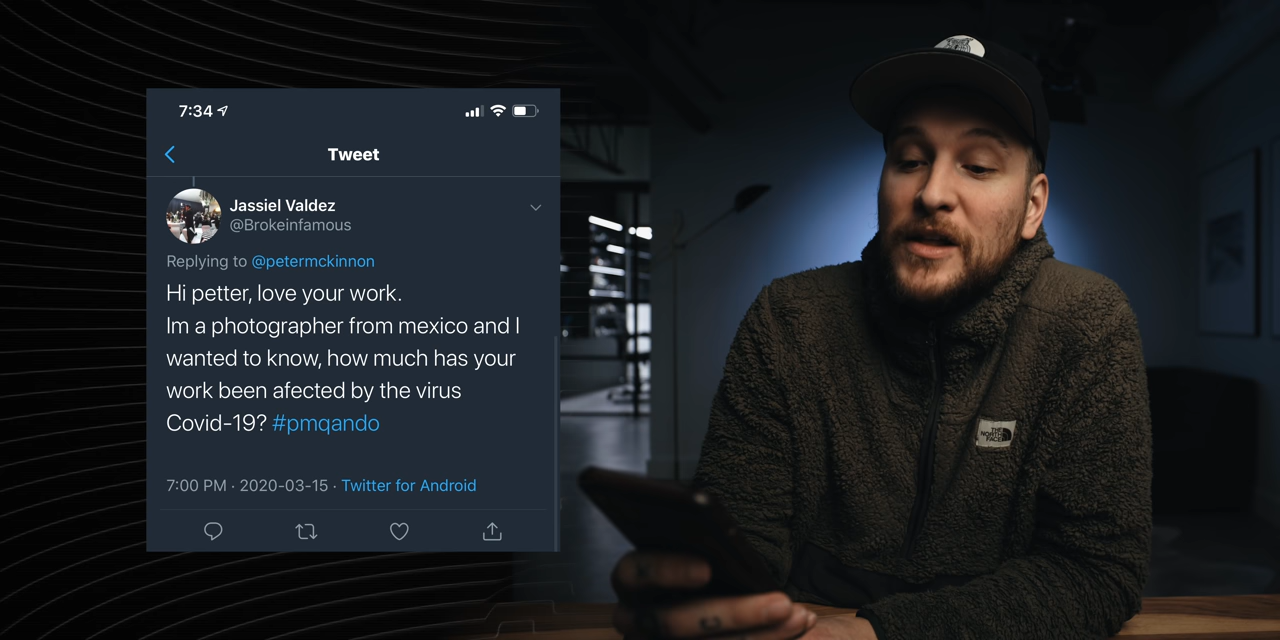 7:34
Tweet
Jassiel Valdez
@Brokeinfamous
Replying to @petermckinnon
Hi petter, love your work.
Im a photographer from mexico and I
wanted to know, how much has your
work been afected by the virus
Covid-19? #pmqando
7:00 PM · 2020-03-15 · Twitter for Android
THE
NORTH
FACE